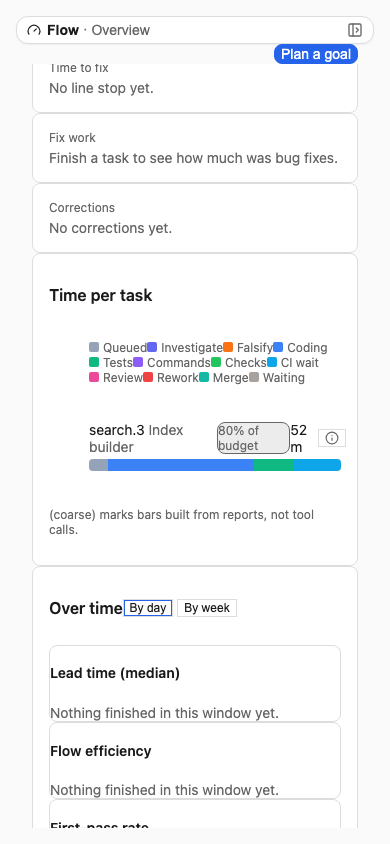 Flow · Overview
Plan a goal
Time to fix
No line stop yet.
Fix work
Finish a task to see how much was bug fixes.
Corrections
No corrections yet.
Time per task
Queued Investigate Falsify Coding
Tests Commands Checks CI wait
Review Rework Merge Waiting
search.3 Index builder
80% of budget
52 m
(coarse) marks bars built from reports, not tool
calls.
Over time By day By week
Lead time (median)
Nothing finished in this window yet.
Flow efficiency
Nothing finished in this window yet.
First-pass rate